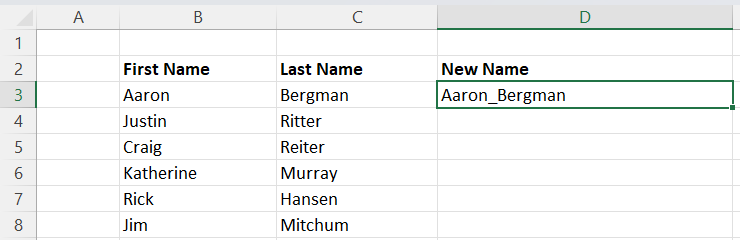 A B C D
1
2 First Name Last Name New Name
3 Aaron Bergman Aaron_Bergman
4 Justin Ritter
5 Craig Reiter
6 Katherine Murray
7 Rick Hansen
8 Jim Mitchum